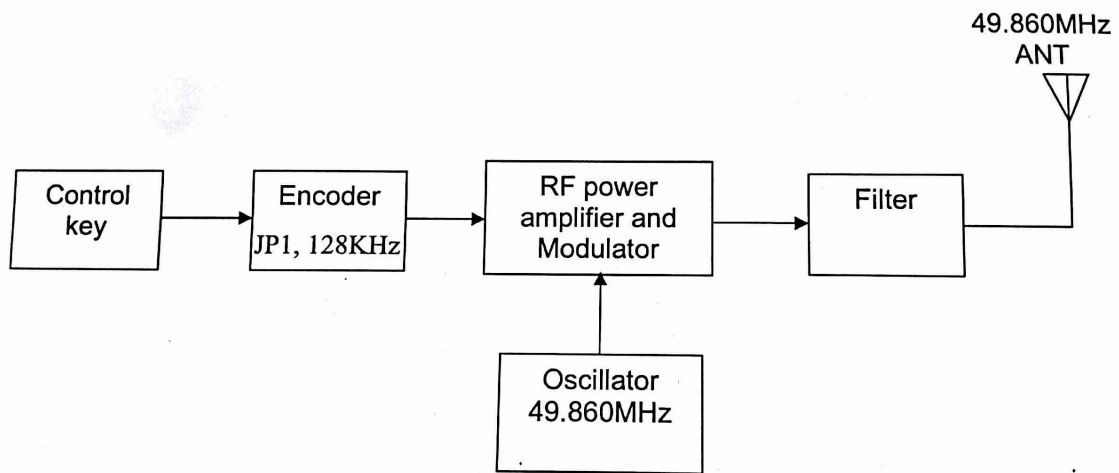 49.860MHz
ANT
Control
key
Encoder
JP1, 128KHz
RF power
amplifier and
Modulator
Filter
Oscillator
49.860MHz